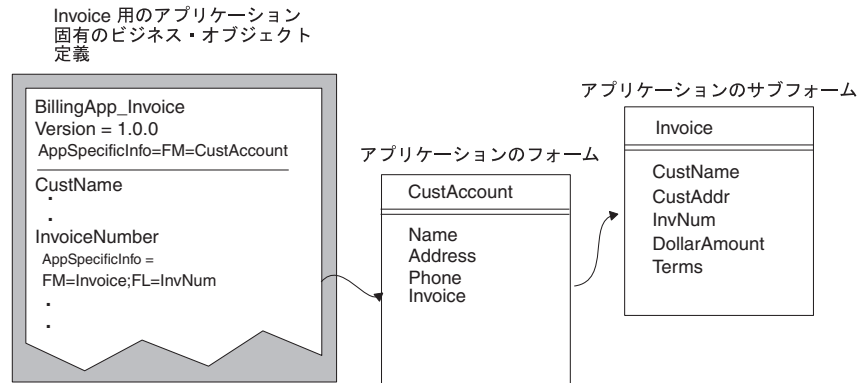 Invoice 用のアプリケーション
固有のビジネス・オブジェクト
定義
BillingApp_Invoice
Version = 1.0.0
AppSpecificInfo=FM=CustAccount
CustName
.
.
InvoiceNumber
AppSpecificInfo =
FM=Invoice;FL=InvNum
.
.
アプリケーションのフォーム
CustAccount
Name
Address
Phone
Invoice
アプリケーションのサブフォーム
Invoice
CustName
CustAddr
InvNum
DollarAmount
Terms